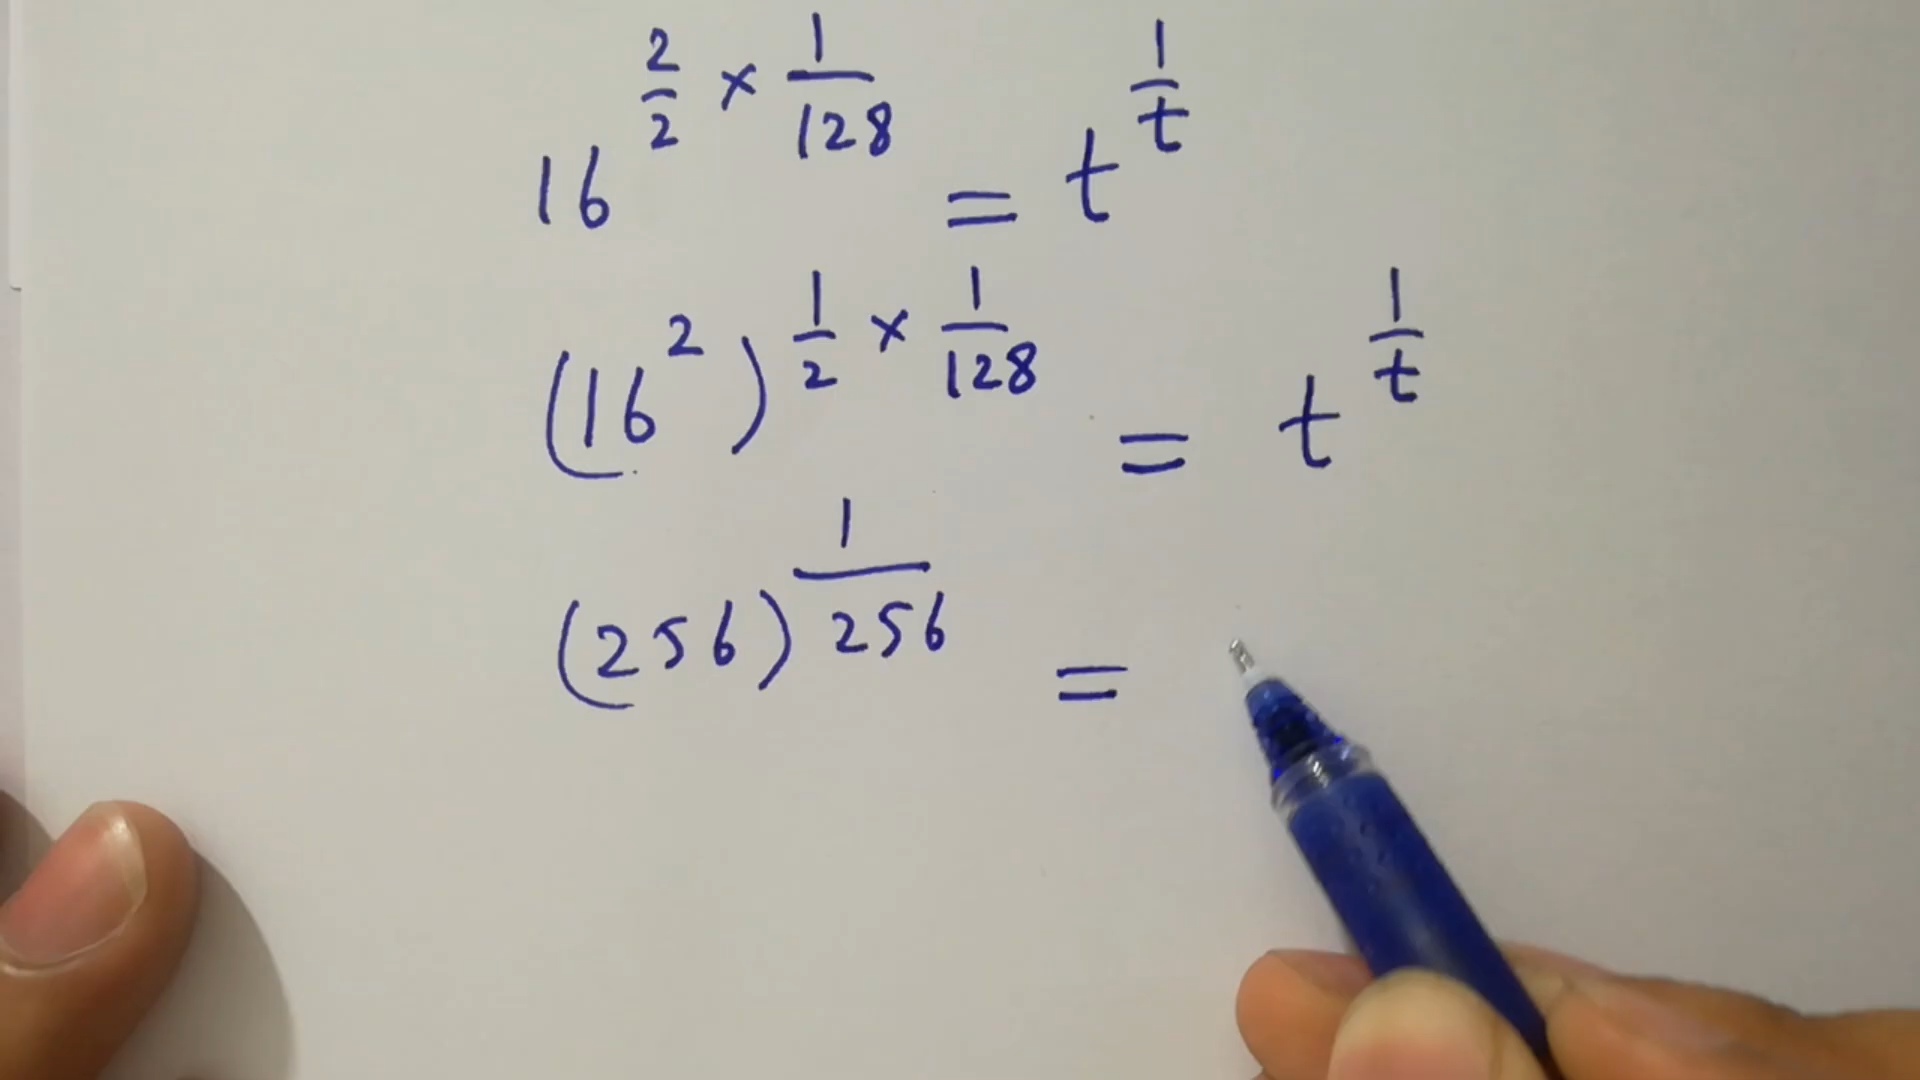 16^(2/2 × 1/128) = t^(1/t)
(16^2)^(1/2 × 1/128) = t^(1/t)
(256)^(1/256) =